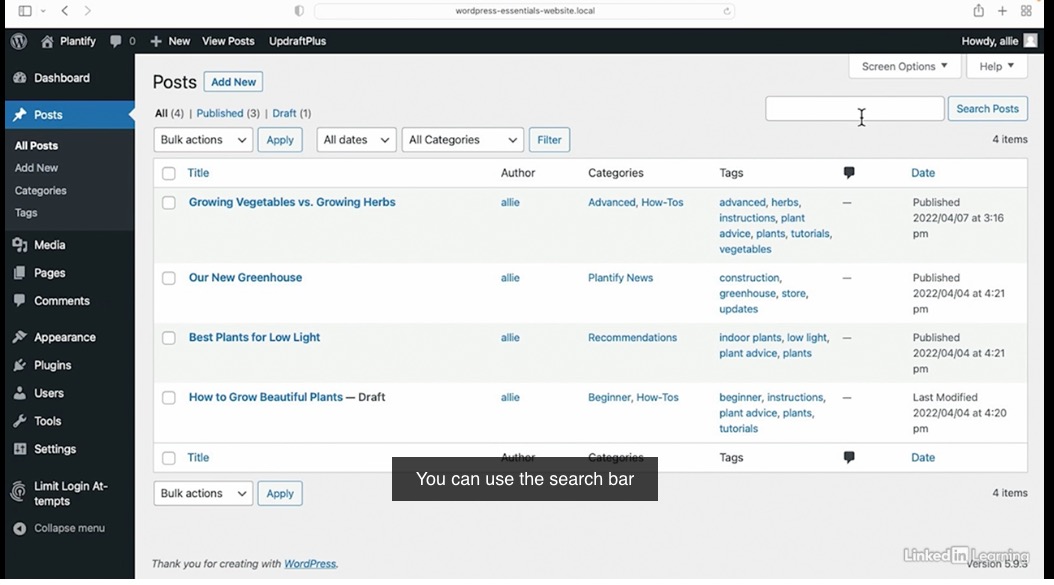 wordpress-essentials-website.local
Plantify 0 + New View Posts UpdraftPlus Howdy, allie
Dashboard
Posts
All Posts
Add New
Categories
Tags
Media
Pages
Comments
Appearance
Plugins
Users
Tools
Settings
Limit Login At-
tempts
Collapse menu
Screen Options ▼ Help ▼
Posts Add New
All (4) | Published (3) | Draft (1)
Search Posts
Bulk actions Apply All dates All Categories Filter 4 items
Title Author Categories Tags Date
Growing Vegetables vs. Growing Herbs allie Advanced, How-Tos advanced, herbs, — Published
instructions, plant 2022/04/07 at 3:16
advice, plants, tutorials, pm
vegetables
Our New Greenhouse allie Plantify News construction, — Published
greenhouse, store, 2022/04/04 at 4:21
updates pm
Best Plants for Low Light allie Recommendations indoor plants, low light, — Published
plant advice, plants 2022/04/04 at 4:21
pm
How to Grow Beautiful Plants — Draft allie Beginner, How-Tos beginner, instructions, — Last Modified
plant advice, plants, 2022/04/04 at 4:20
tutorials pm
Title Author Categories Tags Date
You can use the search bar
Bulk actions Apply 4 items
Thank you for creating with WordPress.
LinkedIn Learning
Version 5.9.3